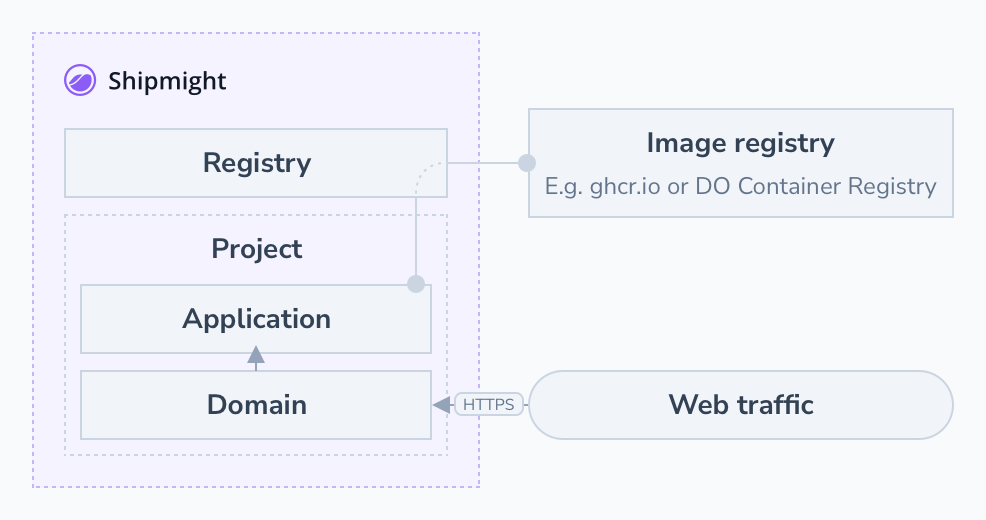 Shipmight
Registry
Image registry
E.g. ghcr.io or DO Container Registry
Project
Application
Domain
HTTPS
Web traffic